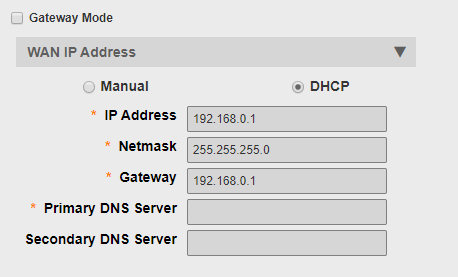 Gateway Mode
WAN IP Address
Manual DHCP
* IP Address 192.168.0.1
* Netmask 255.255.255.0
* Gateway 192.168.0.1
* Primary DNS Server
Secondary DNS Server